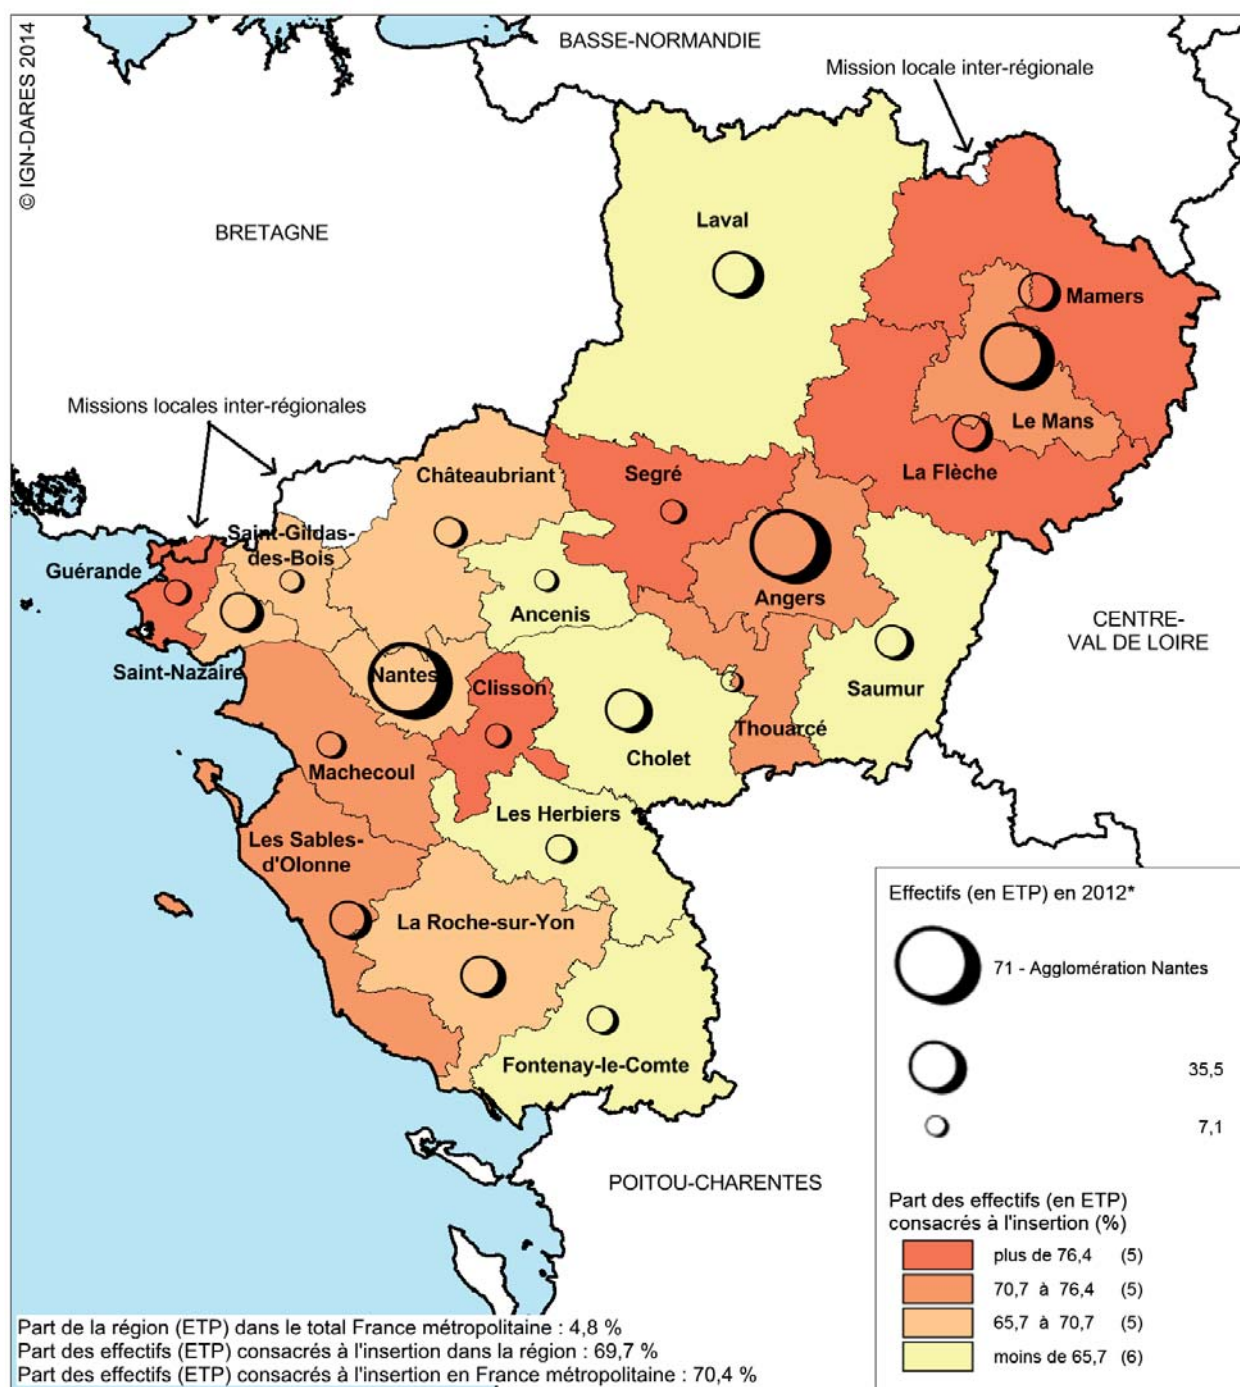 © IGN-DARES 2014
BASSE-NORMANDIE
Mission locale inter-régionale
BRETAGNE
Laval
Mamers
Missions locales inter-régionales
Le Mans
Châteaubriant
Segré
La Flèche
Saint-Gildas-
des-Bois
Guérande
Ancenis
Angers
CENTRE-
VAL DE LOIRE
Saint-Nazaire
Nantes
Clisson
Saumur
Thouarcé
Cholet
Machecoul
Les Herbiers
Les Sables-
d'Olonne
La Roche-sur-Yon
Fontenay-le-Comte
POITOU-CHARENTES
Effectifs (en ETP) en 2012*
71 - Agglomération Nantes
35,5
7,1
Part des effectifs (en ETP)
consacrés à l'insertion (%)
plus de 76,4 (5)
70,7 à 76,4 (5)
65,7 à 70,7 (5)
moins de 65,7 (6)
Part de la région (ETP) dans le total France métropolitaine : 4,8 %
Part des effectifs (ETP) consacrés à l'insertion dans la région : 69,7 %
Part des effectifs (ETP) consacrés à l'insertion en France métropolitaine : 70,4 %